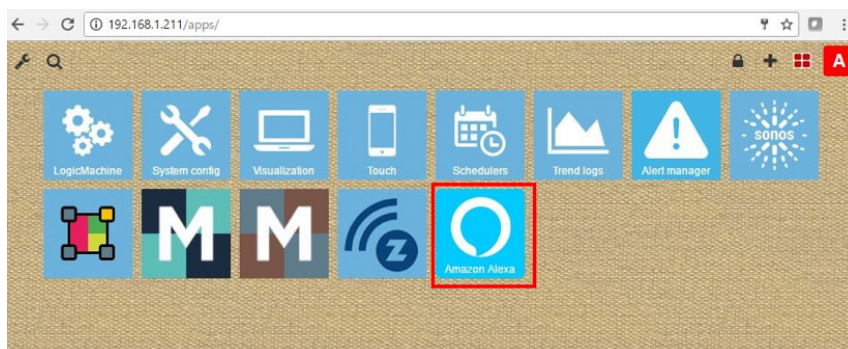 192.168.1.211/apps/
A
LogicMachine
System config
Visualization
Touch
Schedulers
Trend logs
Alert manager
sonos
M
M
Z
Amazon Alexa